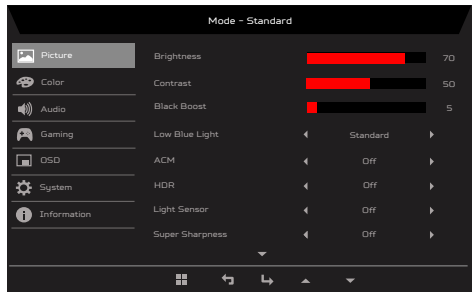 Mode - Standard
Picture
Brightness 70
Color
Contrast 50
Audio
Black Boost 5
Gaming
Low Blue Light Standard
OSD
ACM Off
System
HDR Off
Information
Light Sensor Off
Super Sharpness Off